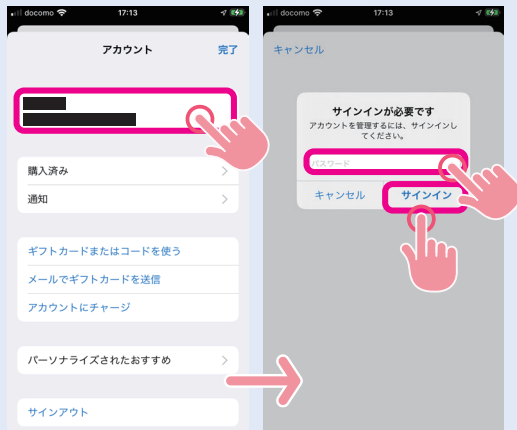 docomo 17:13
アカウント 完了
購入済み
通知
ギフトカードまたはコードを使う
メールでギフトカードを送信
アカウントにチャージ
パーソナライズされたおすすめ
サインアウト
docomo 17:13
キャンセル
サインインが必要です
アカウントを管理するには、サインインし
てください。
パスワード
キャンセル サインイン